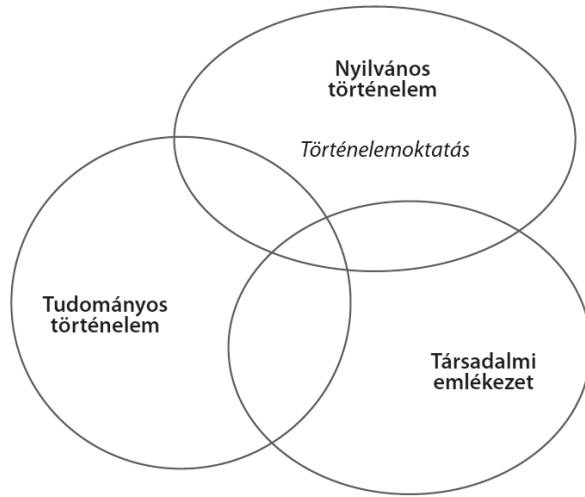 Nyilvános
történelem
Történelemoktatás
Tudományos
történelem
Társadalmi
emlékezet